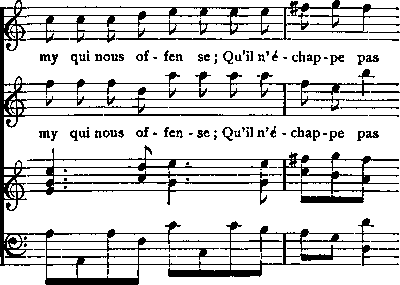 my qui nous of- fen se ; Qu'il n'é - chap - pe pas
my qui nous of- fen - se ; Qu'il n'é - chap - pe pas